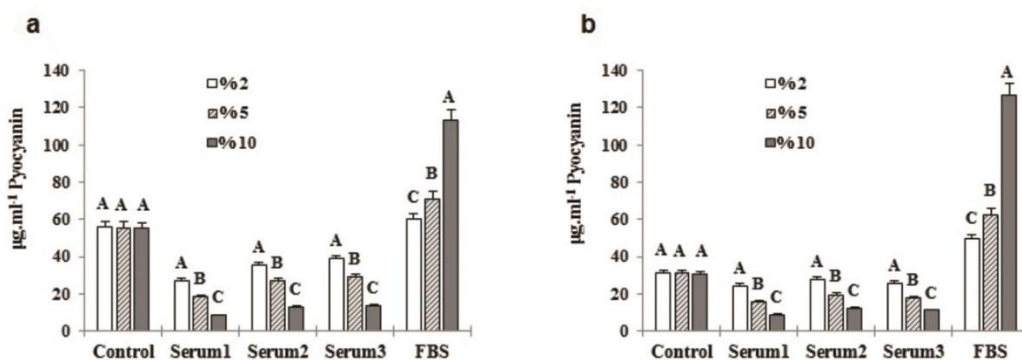 a
140
120
100
80
60
40
20
0
µg.ml⁻¹ Pyocyanin
%2
%5
%10
A A A
A B C
A B C
A B C
C B A
Control Serum1 Serum2 Serum3 FBS
b
140
120
100
80
60
40
20
0
µg.ml⁻¹ Pyocyanin
%2
%5
%10
A A A
A B C
A B C
A B C
C B A
Control Serum1 Serum2 Serum3 FBS